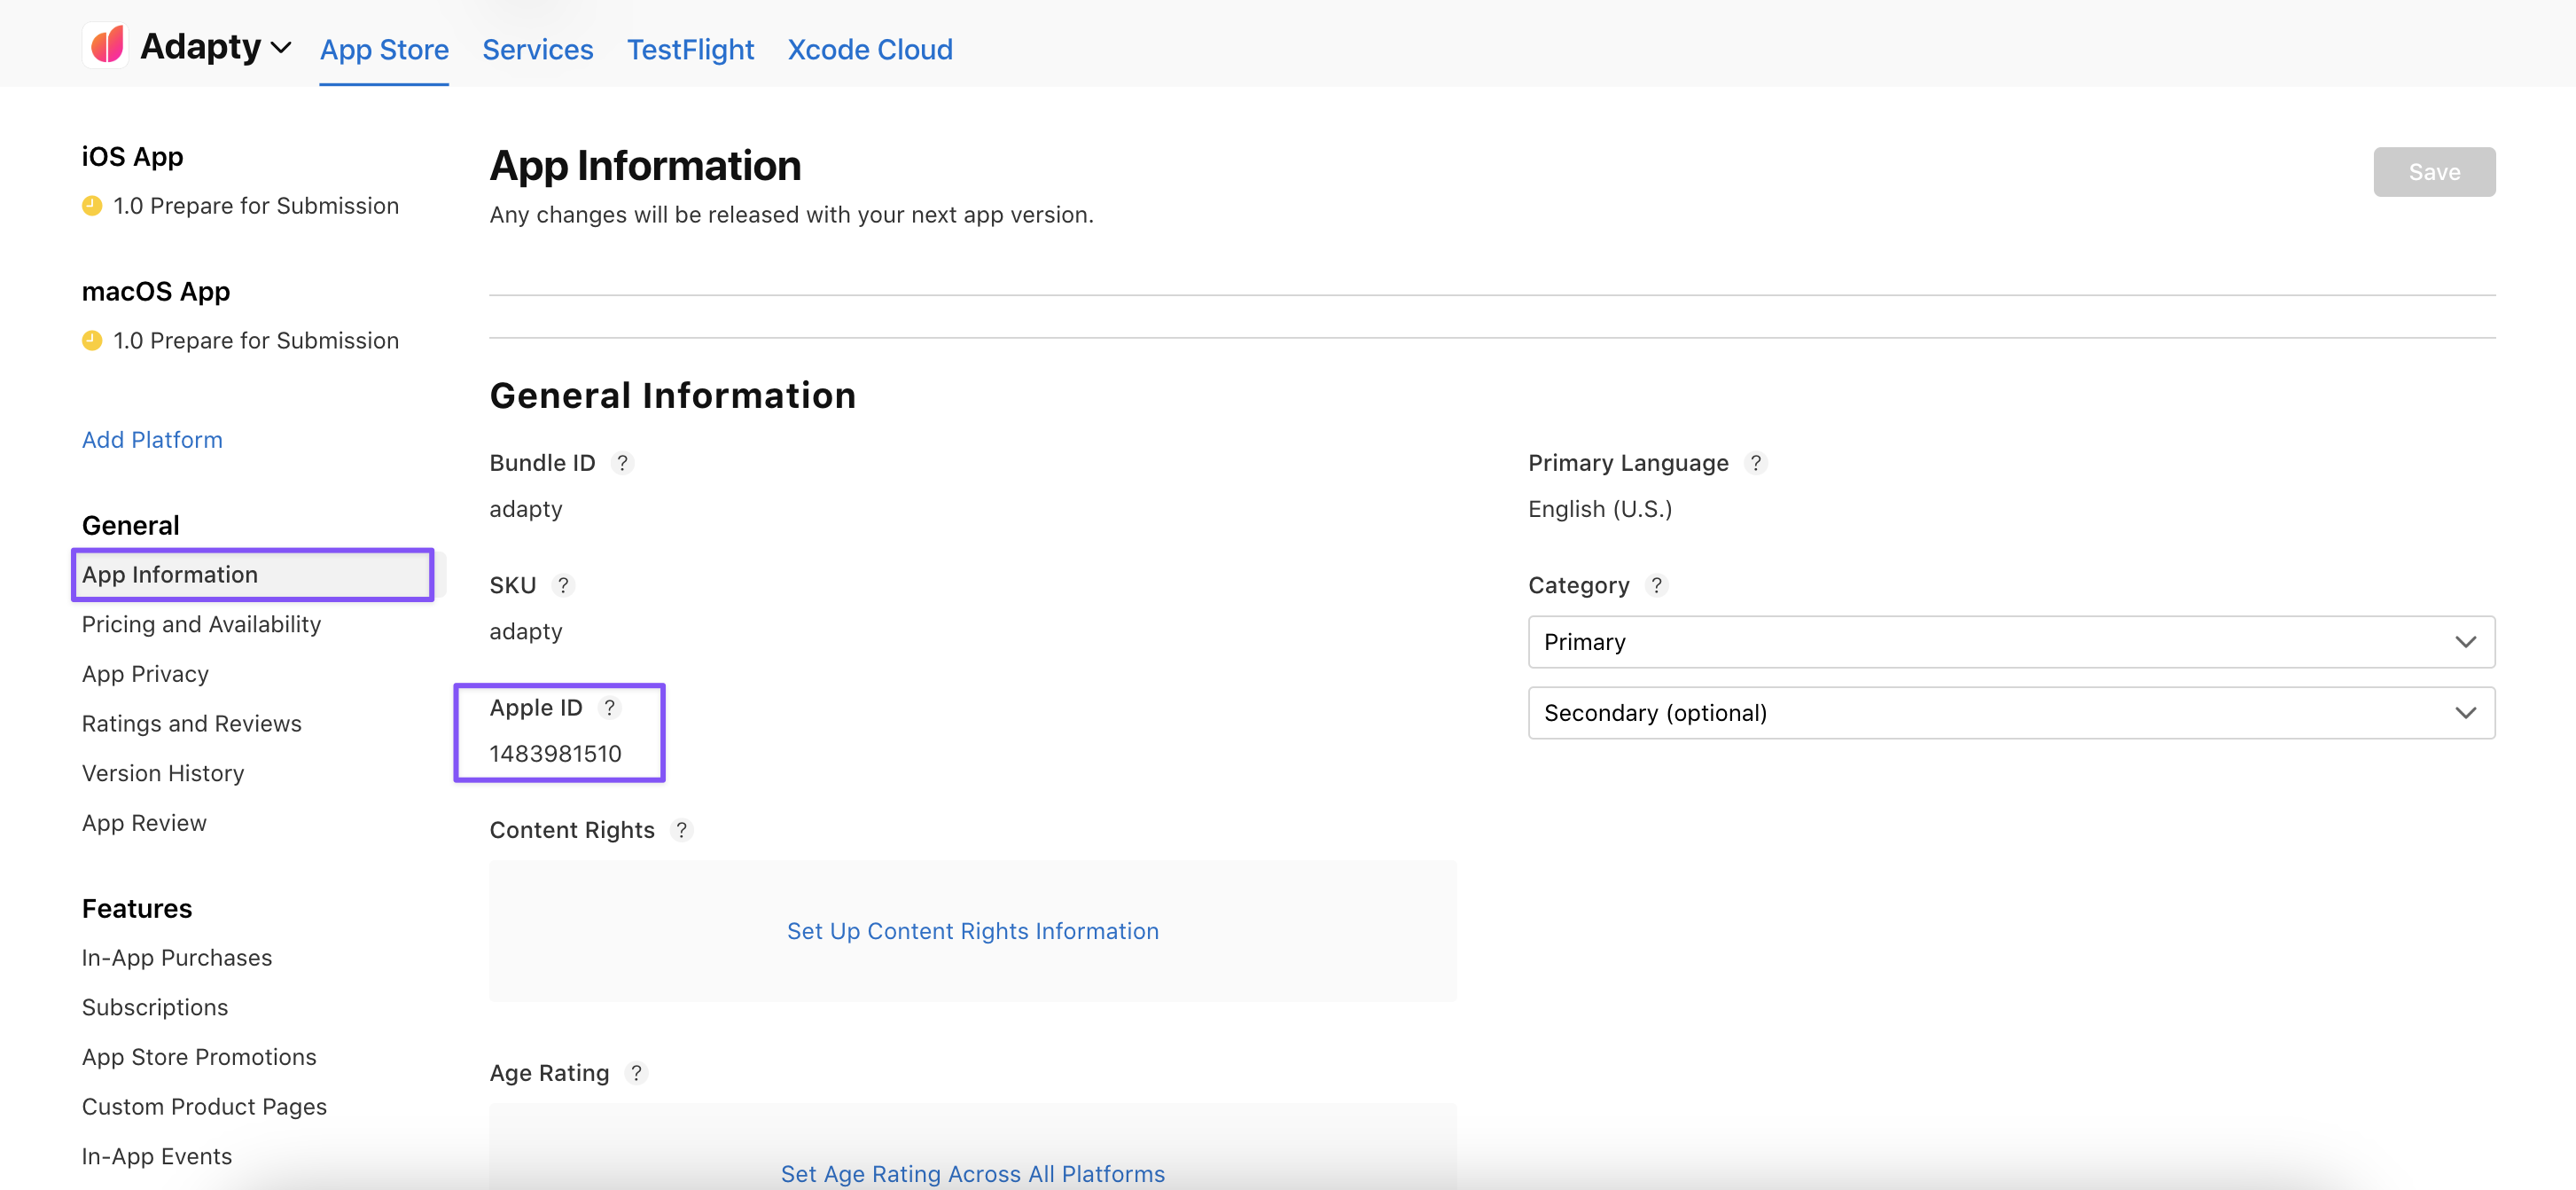 Adapty
App Store
Services
TestFlight
Xcode Cloud
iOS App
1.0 Prepare for Submission
macOS App
1.0 Prepare for Submission
Add Platform
General
App Information
Pricing and Availability
App Privacy
Ratings and Reviews
Version History
App Review
Features
In-App Purchases
Subscriptions
App Store Promotions
Custom Product Pages
In-App Events
App Information
Save
Any changes will be released with your next app version.
General Information
Bundle ID ?
adapty
SKU ?
adapty
Apple ID ?
1483981510
Primary Language ?
English (U.S.)
Category ?
Primary
Secondary (optional)
Content Rights ?
Set Up Content Rights Information
Age Rating ?
Set Age Rating Across All Platforms